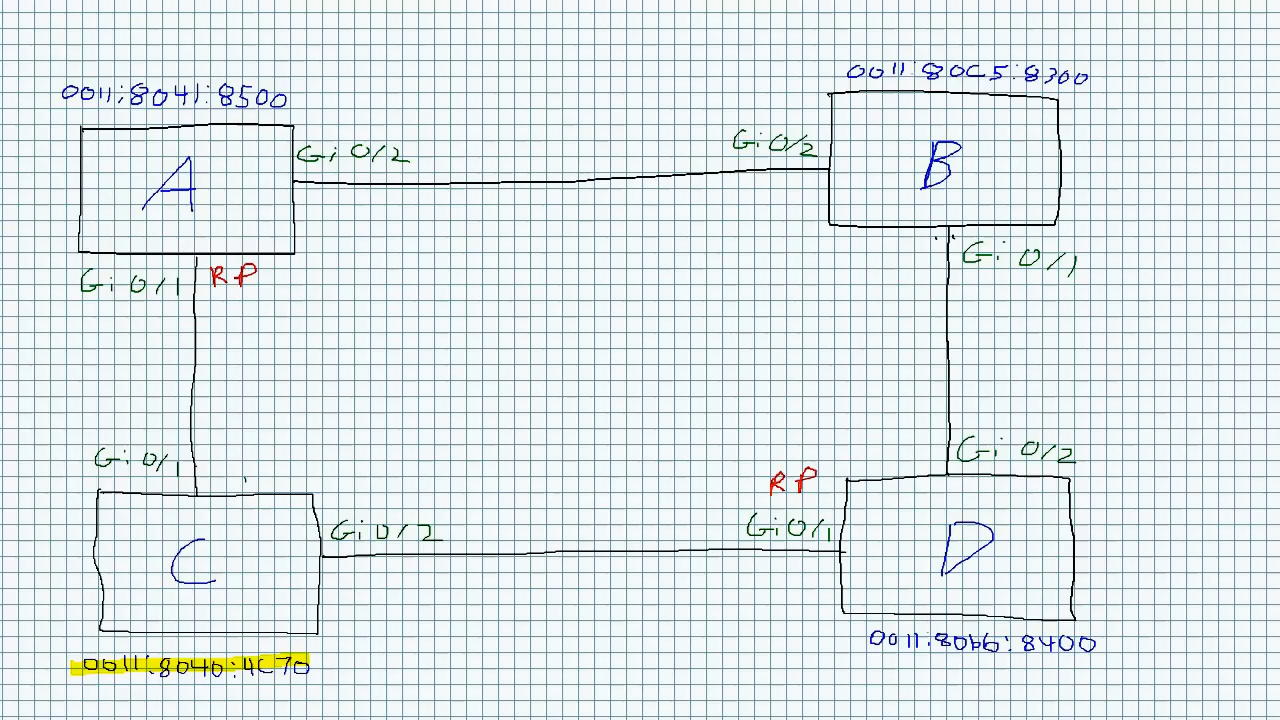 0011:80C5:8300
0011:8041:8500
A
B
Gi 0/2
Gi 0/2
Gi 0/1
RP
Gi 0/1
Gi 0/1
Gi 0/2
RP
Gi 0/2
Gi 0/1
C
D
0011:80b6:8400
0011:8040:4C70